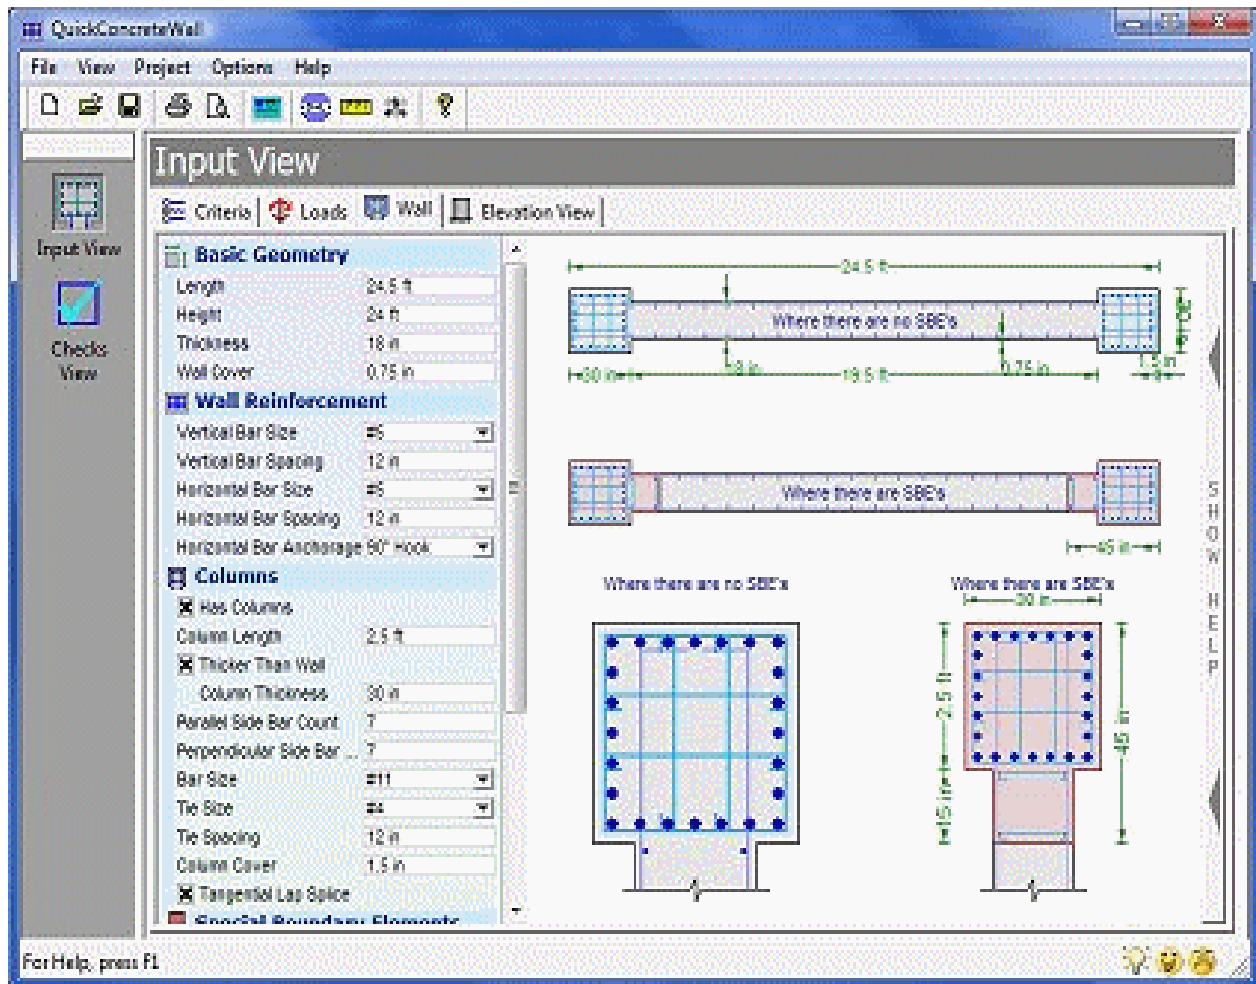 QuickConcreteWall
File View Project Options Help
Input View
Criteria Loads Wall Elevation View
Input View
Checks View
Basic Geometry
Length 24.5 ft
Height 24 ft
Thickness 18 in
Wall Cover 0.75 in
Wall Reinforcement
Vertical Bar Size
Vertical Bar Spacing 12 in
Horizontal Bar Size
Horizontal Bar Spacing 12 in
Horizontal Bar Anchorage 90° Hook
Columns
Has Columns
Column Length 2.5 ft
Thicker Than Wall
Column Thickness 30 in
Parallel Side Bar Count 7
Perpendicular Side Bar ... 7
Bar Size #11
Tie Size #4
Tie Spacing 12 in
Column Cover 1.5 in
Tangential Lap Splice
Special Boundary Elements
24.5 ft
Where there are no SBE's
30 in
30 in
18 in
19.5 ft
0.75 in
1.5 in
Where there are SBE's
45 in
Where there are no SBE's
Where there are SBE's
30 in
2.5 ft
45 in
15 in
SHOW HELP
For Help, press F1